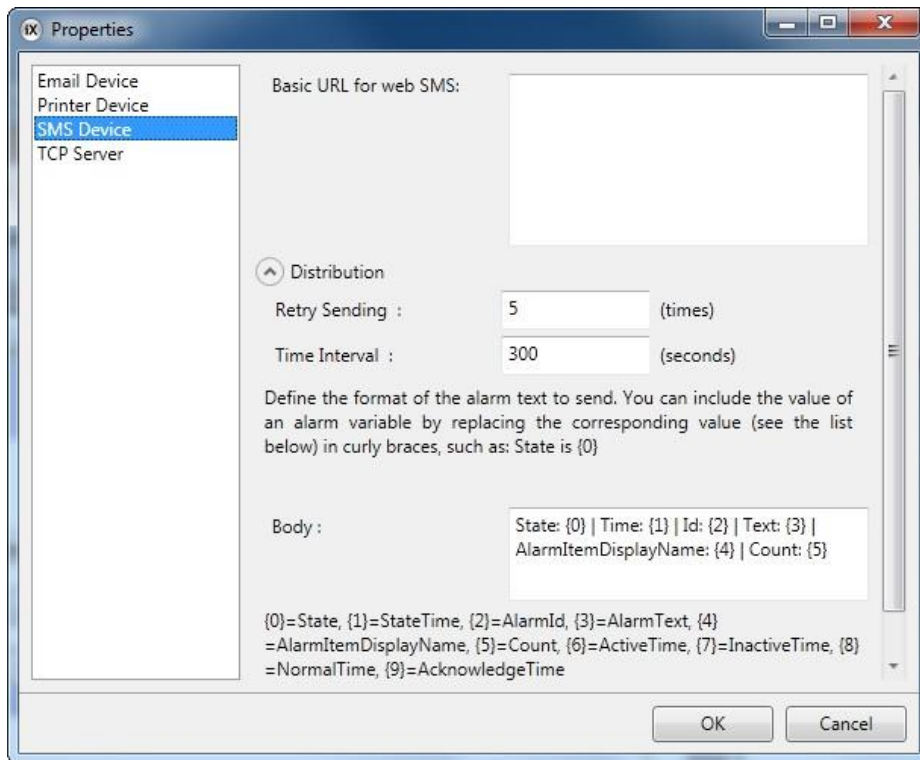 iX Properties
Email Device
Printer Device
SMS Device
TCP Server
Basic URL for web SMS:
Distribution
Retry Sending : 5 (times)
Time Interval : 300 (seconds)
Define the format of the alarm text to send. You can include the value of
an alarm variable by replacing the corresponding value (see the list
below) in curly braces, such as: State is {0}
Body : State: {0} | Time: {1} | Id: {2} | Text: {3} |
AlarmItemDisplayName: {4} | Count: {5}
{0}=State, {1}=StateTime, {2}=AlarmId, {3}=AlarmText, {4}
=AlarmItemDisplayName, {5}=Count, {6}=ActiveTime, {7}=InactiveTime, {8}
=NormalTime, {9}=AcknowledgeTime
OK Cancel